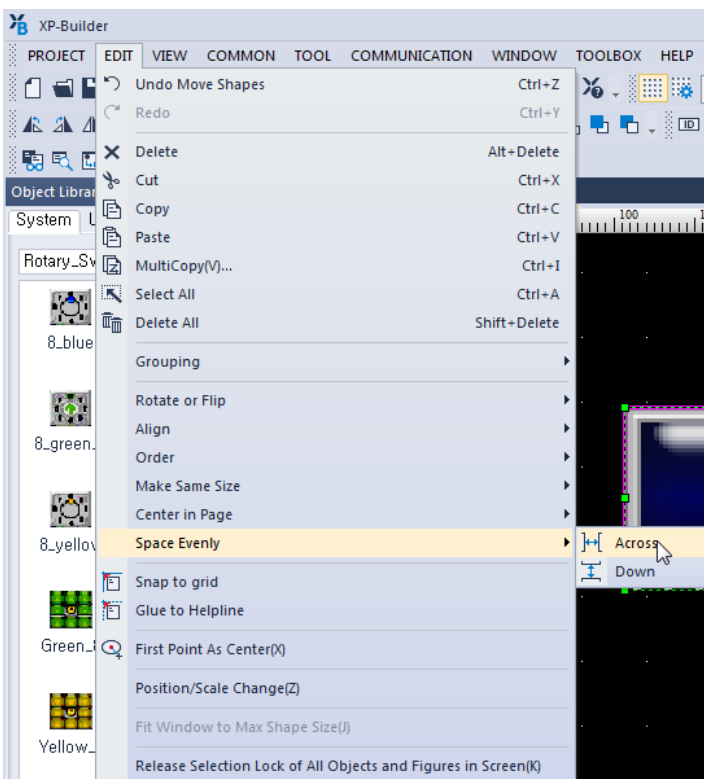 XP-Builder
PROJECT EDIT VIEW COMMON TOOL COMMUNICATION WINDOW TOOLBOX HELP
Undo Move Shapes Ctrl+Z
Redo Ctrl+Y
ID
Delete Alt+Delete
Cut Ctrl+X
Object Librar
Copy Ctrl+C
System U
100
Paste Ctrl+V
Rotary_Sv
MultiCopy(V)... Ctrl+I
Select All Ctrl+A
Delete All Shift+Delete
8_blue
Grouping
Rotate or Flip
Align
8_green.
Order
Make Same Size
Center in Page
8_yellov
Space Evenly
Across
Down
Snap to grid
Glue to Helpline
Green_
First Point As Center(X)
Position/Scale Change(Z)
Fit Window to Max Shape Size(J)
Yellow_
Release Selection Lock of All Objects and Figures in Screen(K)